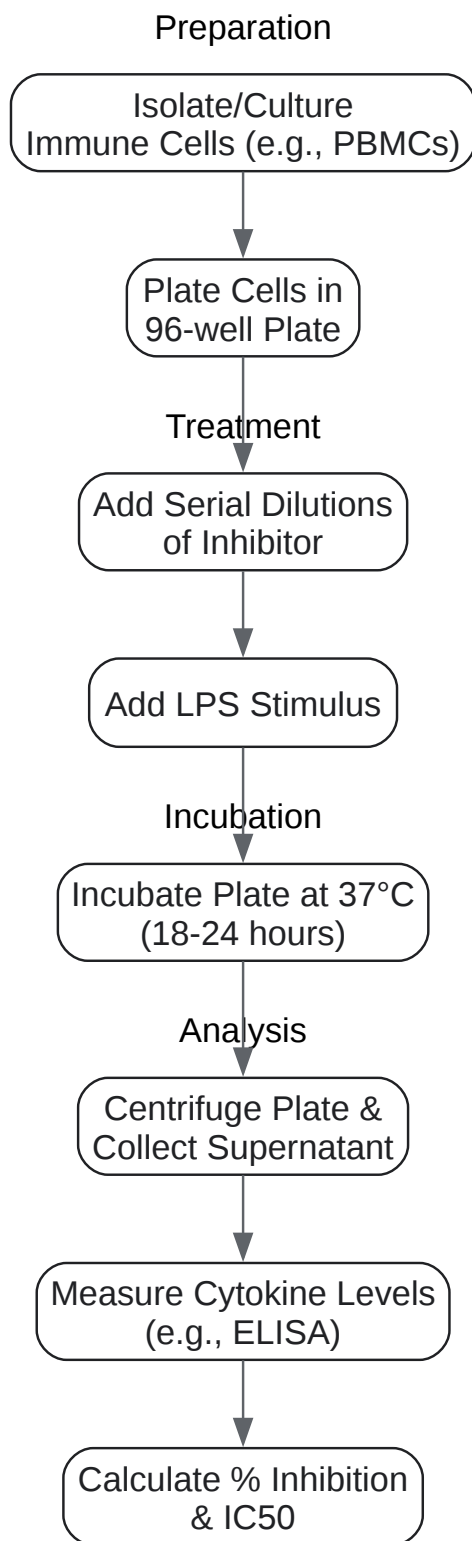 Preparation
Isolate/Culture
Immune Cells (e.g., PBMCs)
Plate Cells in
96-well Plate
Treatment
Add Serial Dilutions
of Inhibitor
Add LPS Stimulus
Incubation
Incubate Plate at 37°C
(18-24 hours)
Analysis
Centrifuge Plate &
Collect Supernatant
Measure Cytokine Levels
(e.g., ELISA)
Calculate % Inhibition
& IC50